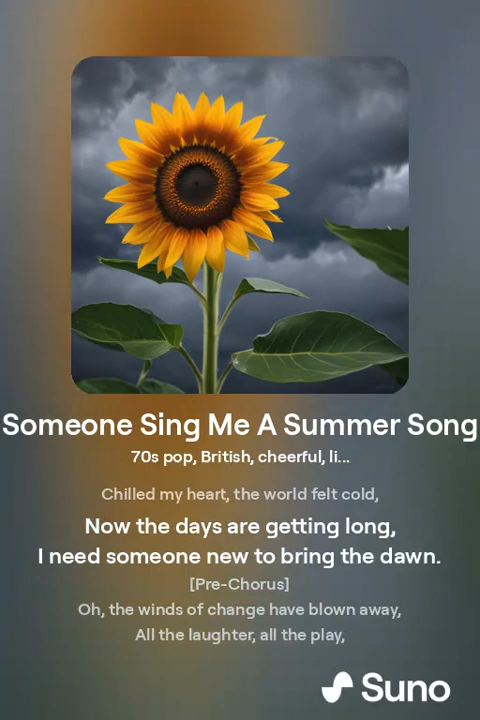 Someone Sing Me A Summer Song
70s pop, British, cheerful, li...
Chilled my heart, the world felt cold,
Now the days are getting long,
I need someone new to bring the dawn.
[Pre-Chorus]
Oh, the winds of change have blown away,
All the laughter, all the play,
Suno